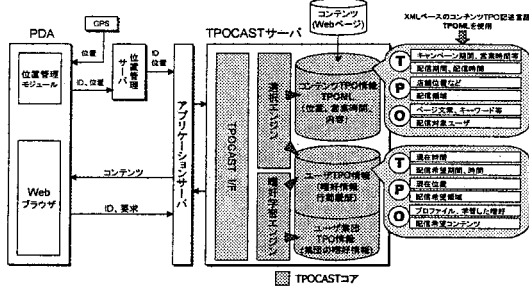 コンテンツ
(Webページ)
XMLベースのコンテンツTPO記述言語
TPOMLを使用
GPS
PDA
TPOCASTサーバ
位置
ID
位置
位置管理
モジュール
ID、位置
位置管理
サーバ
アプリケーションサーバ
TPOCAST I/F
選択エンジン
嗜好学習エンジン
コンテンツTPO情報
TPOML
(位置、営業時間、
内容)
ユーザTPO情報
(嗜好情報
行動履歴)
ユーザ集団
TPO情報
(集団の嗜好情報)
Web
ブラウザ
コンテンツ
ID、要求
T
キャンペーン期間、営業時間等
配信期間、配信時間
P
店舗位置など
配信領域
O
ページ文章、キーワード等
配信対象ユーザ
T
現在時間
配信希望期間、時間
P
現在位置
配信希望領域
O
プロファイル、学習した嗜好
配信希望コンテンツ
TPOCASTコア